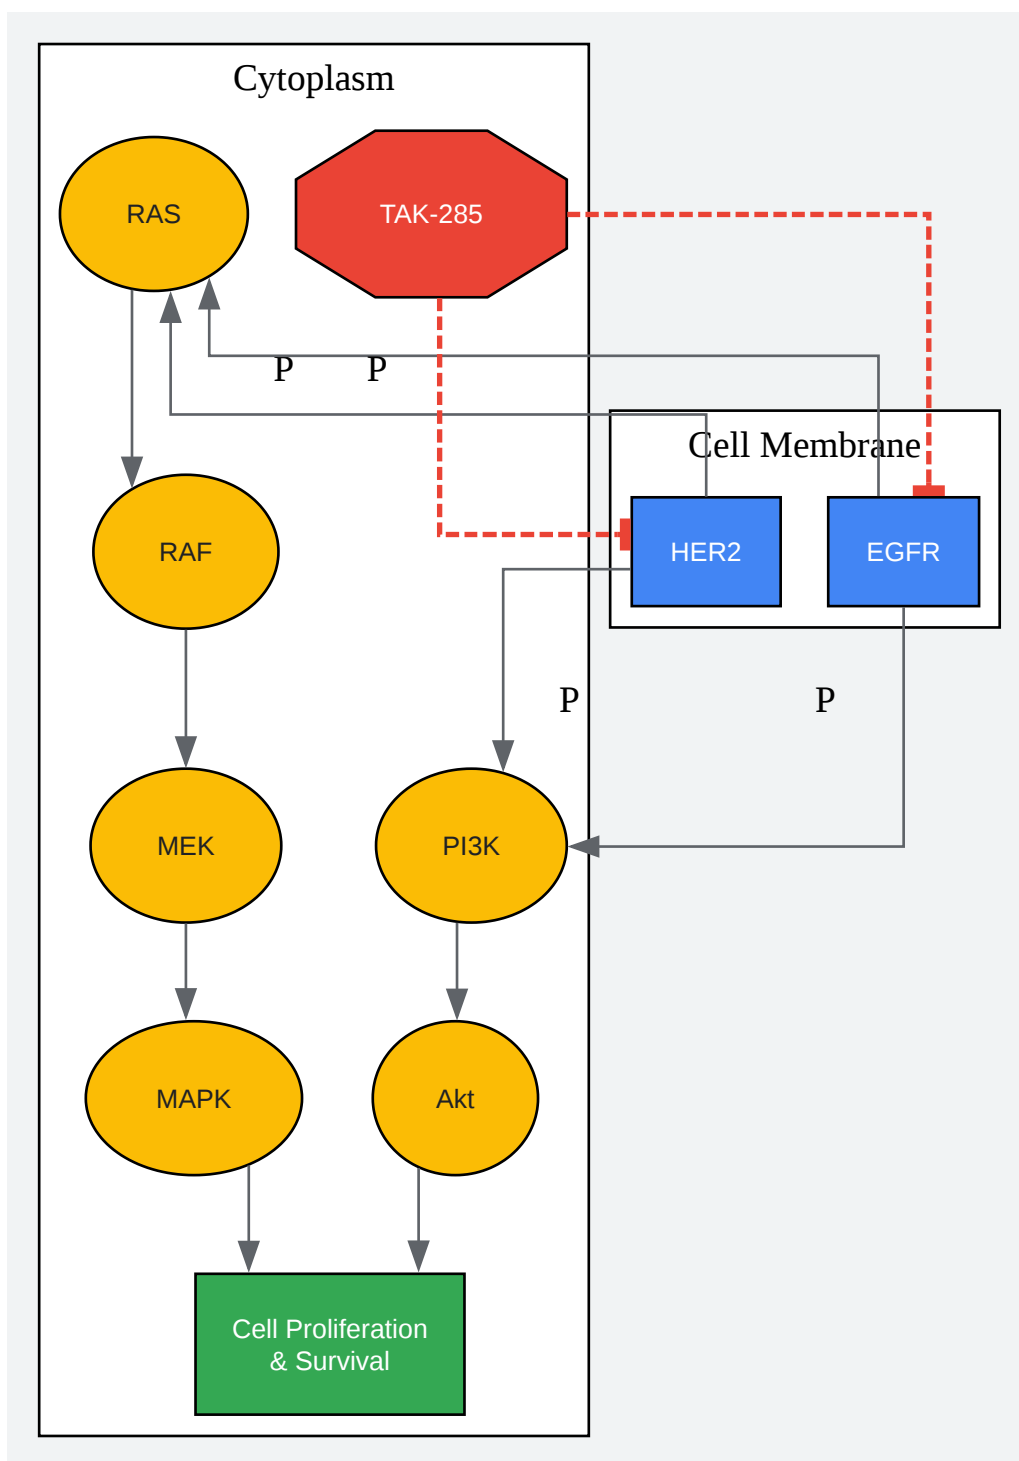 Cytoplasm
RAS
TAK-285
P
P
Cell Membrane
RAF
HER2
EGFR
P
P
MEK
PI3K
MAPK
Akt
Cell Proliferation
& Survival